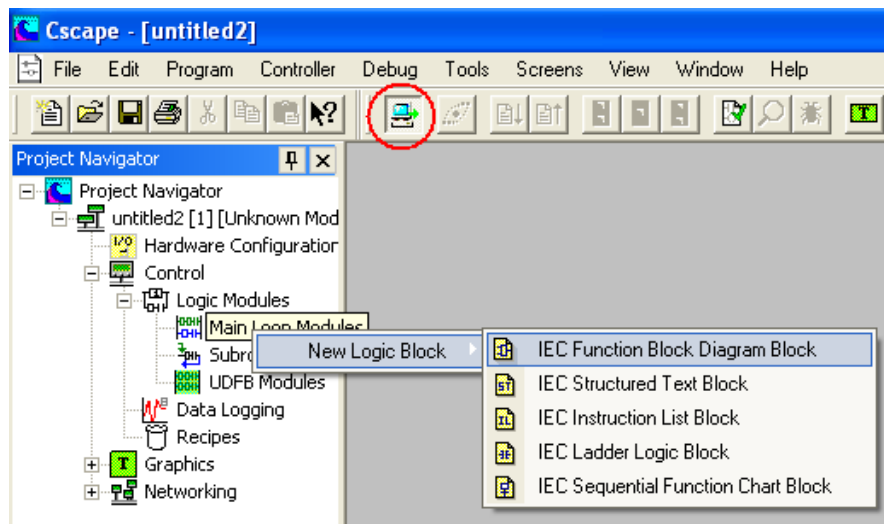 Cscape - [untitled2]
File Edit Program Controller Debug Tools Screens View Window Help
T
Project Navigator
Project Navigator
untitled2 [1] [Unknown Mod
I/O Hardware Configuration
Control
Logic Modules
Main Loop Modules
New Logic Block
Subro
UDFB Modules
Data Logging
Recipes
T Graphics
Networking
IEC Function Block Diagram Block
ST IEC Structured Text Block
IL IEC Instruction List Block
IEC Ladder Logic Block
IEC Sequential Function Chart Block